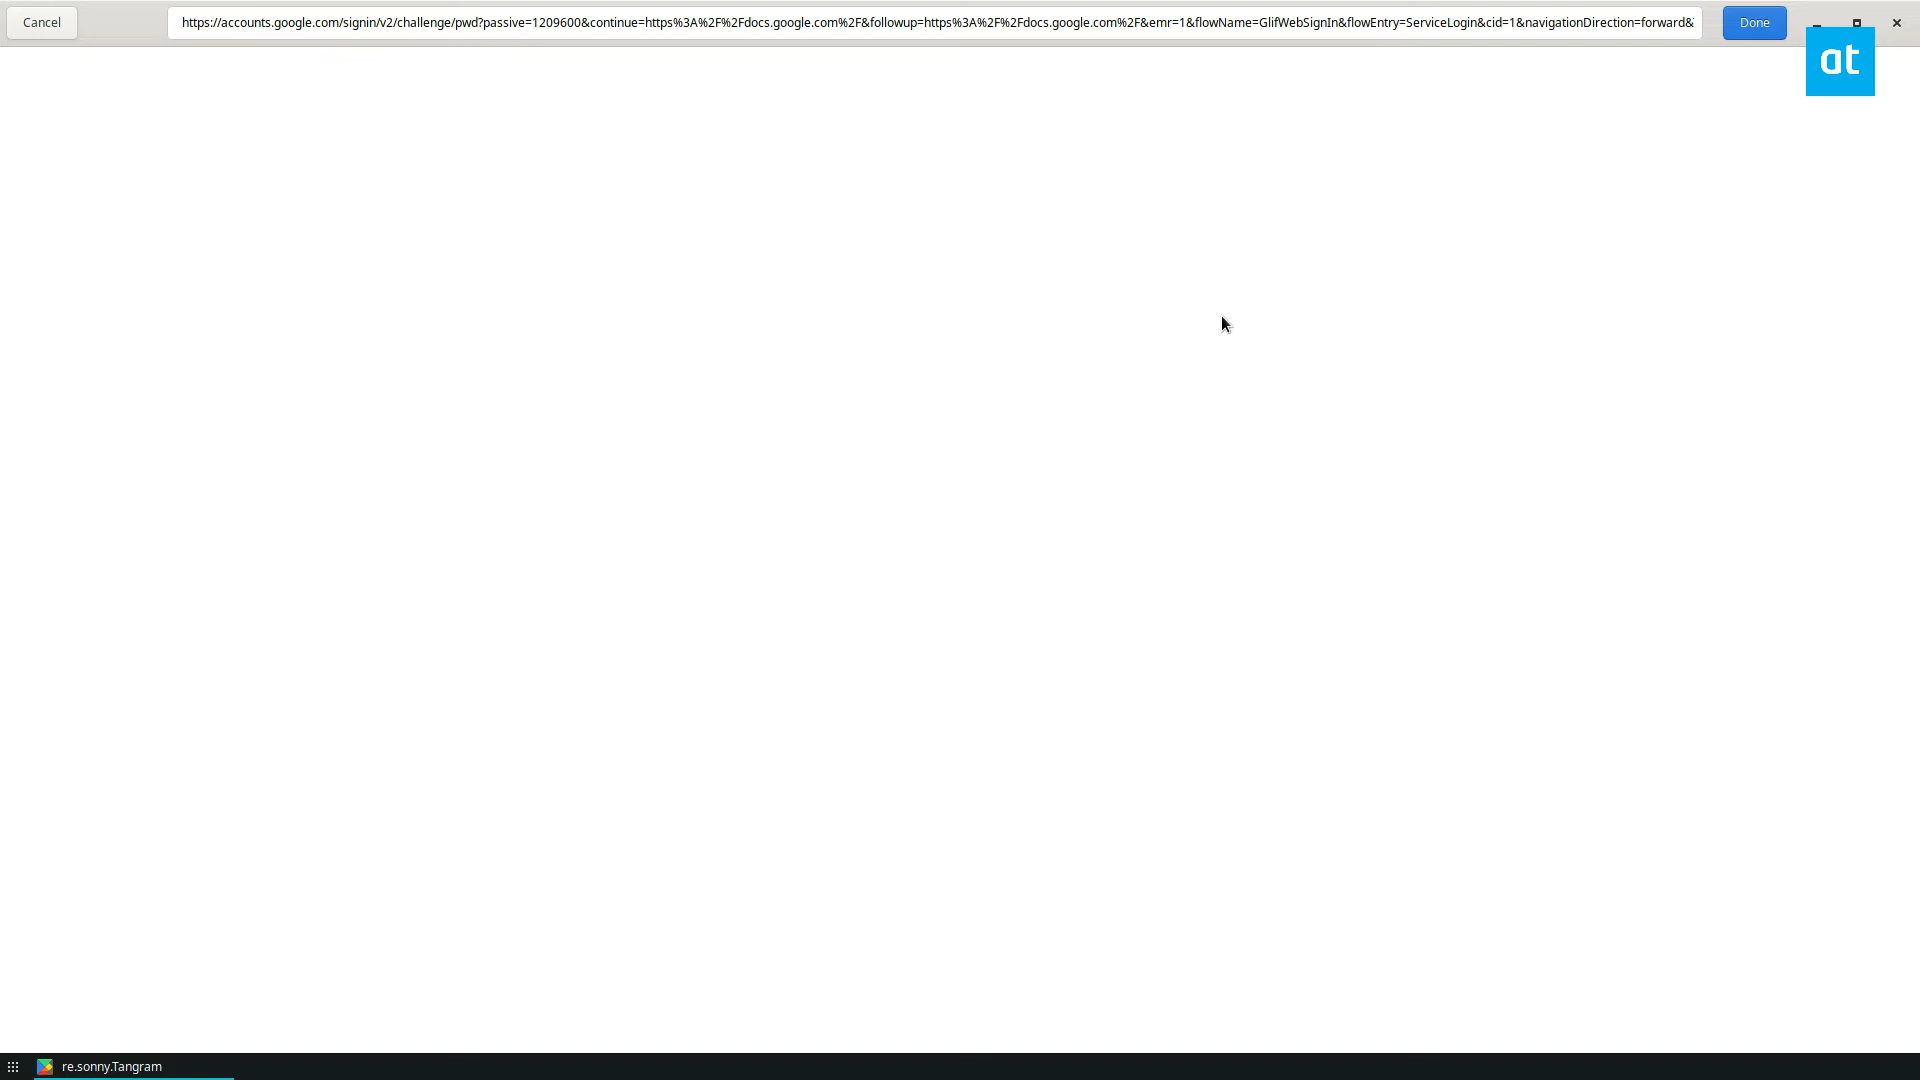 Cancel
https://accounts.google.com/signin/v2/challenge/pwd?passive=1209600&continue=https%3A%2F%2Fdocs.google.com%2F&followup=https%3A%2F%2Fdocs.google.com%2F&emr=1&flowName=GlifWebSignIn&flowEntry=ServiceLogin&cid=1&navigationDirection=forward&
Done
at
re.sonny.Tangram